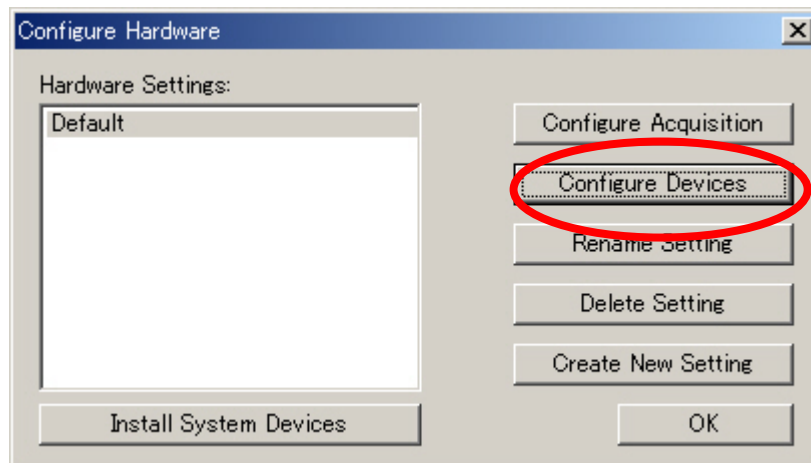 Configure Hardware
Hardware Settings:
Default
Configure Acquisition
Configure Devices
Rename Setting
Delete Setting
Create New Setting
Install System Devices
OK